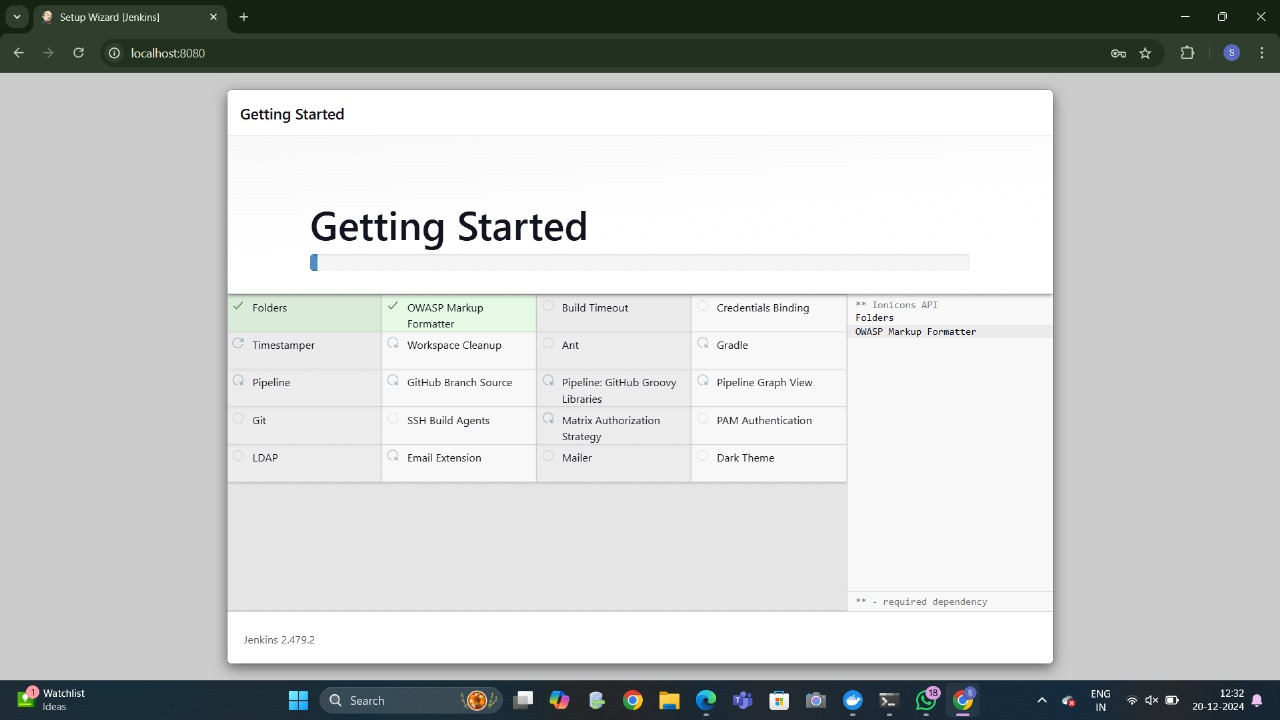 Setup Wizard [Jenkins]
localhost:8080
S
Getting Started
Getting Started
Folders
OWASP Markup
Formatter
Build Timeout
Credentials Binding
Timestamper
Workspace Cleanup
Ant
Gradle
Pipeline
GitHub Branch Source
Pipeline: GitHub Groovy
Libraries
Pipeline Graph View
Git
SSH Build Agents
Matrix Authorization
Strategy
PAM Authentication
LDAP
Email Extension
Mailer
Dark Theme
** Ionicons API
Folders
OWASP Markup Formatter
** - required dependency
Jenkins 2.479.2
1
Watchlist
Ideas
Search
18
S
ENG
IN
12:32
20-12-2024